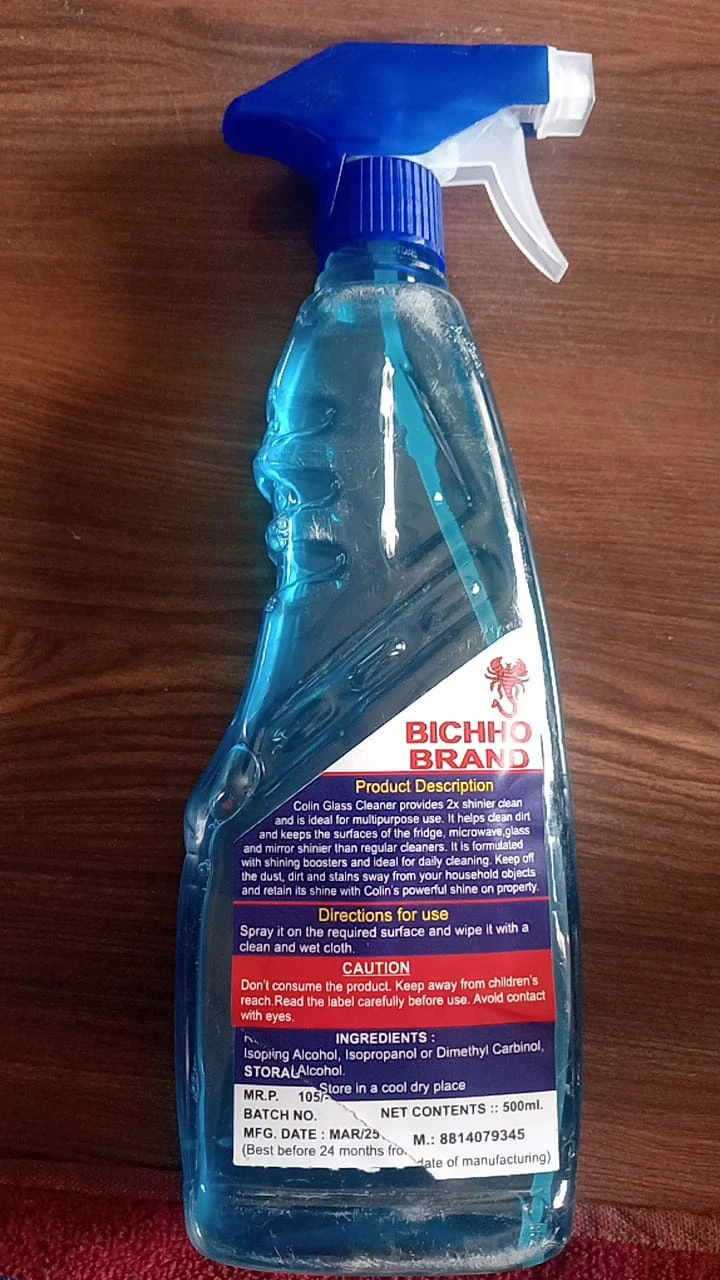 BICHHO
BRAND
Product Description
Colin Glass Cleaner provides 2x shinier clean
and is ideal for multipurpose use. It helps clean dirt
and keeps the surfaces of the fridge, microwave,glass
and mirror shinier than regular cleaners. It is formulated
with shining boosters and ideal for daily cleaning. Keep off
the dust, dirt and stains away from your household objects
and retain its shine with Colin's powerful shine on property.
Directions for use
Spray it on the required surface and wipe it with a
clean and wet cloth.
CAUTION
Don't consume the product. Keep away from children's
reach.Read the label carefully before use. Avoid contact
with eyes.
INGREDIENTS :
Alcohol, Isopropanol or Dimethyl Carbinol,
Alcohol.
Store in a cool dry place
MR.P. 105/-
BATCH NO. NET CONTENTS :: 500ml.
MFG. DATE : MAR/25 M.: 8814079345
(Best before 24 months date of manufacturing)